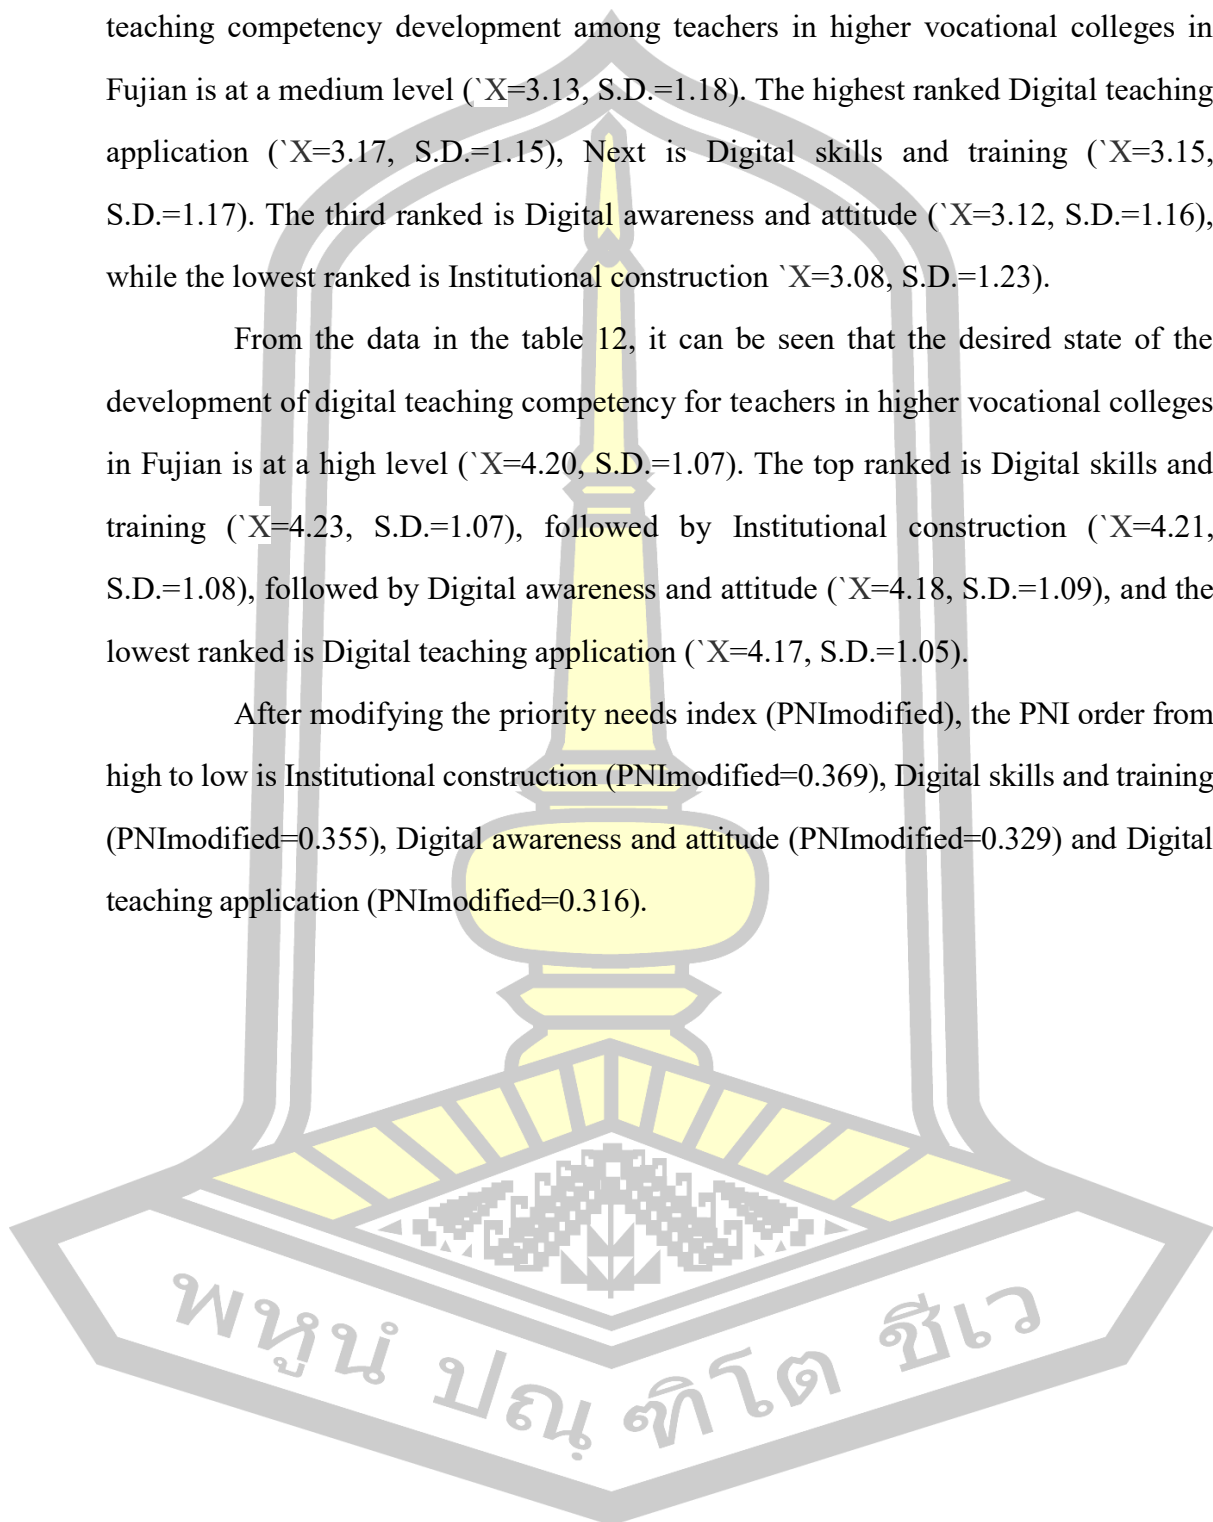 teaching competency development among teachers in higher vocational colleges in
Fujian is at a medium level (`X=3.13, S.D.=1.18). The highest ranked Digital teaching
application (`X=3.17, S.D.=1.15), Next is Digital skills and training (`X=3.15,
S.D.=1.17). The third ranked is Digital awareness and attitude (`X=3.12, S.D.=1.16),
while the lowest ranked is Institutional construction `X=3.08, S.D.=1.23).
From the data in the table 12, it can be seen that the desired state of the
development of digital teaching competency for teachers in higher vocational colleges
in Fujian is at a high level (`X=4.20, S.D.=1.07). The top ranked is Digital skills and
training (`X=4.23, S.D.=1.07), followed by Institutional construction (`X=4.21,
S.D.=1.08), followed by Digital awareness and attitude (`X=4.18, S.D.=1.09), and the
lowest ranked is Digital teaching application (`X=4.17, S.D.=1.05).
After modifying the priority needs index (PNImodified), the PNI order from
high to low is Institutional construction (PNImodified=0.369), Digital skills and training
(PNImodified=0.355), Digital awareness and attitude (PNImodified=0.329) and Digital
teaching application (PNImodified=0.316).
พหูนํ ปณฺฑิโต ชีเว